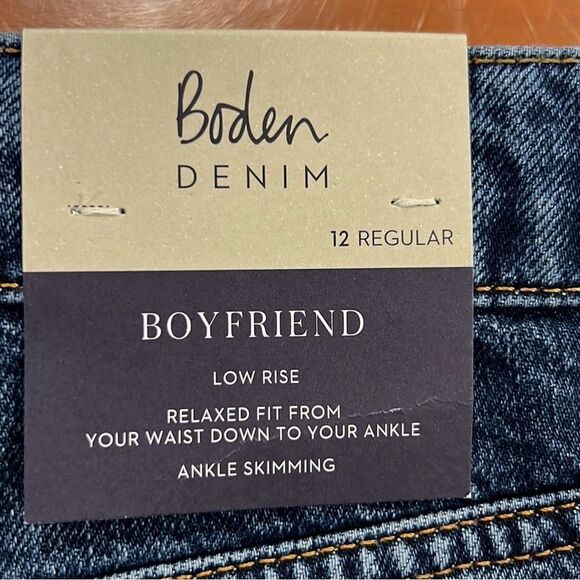 Boden
DENIM
12 REGULAR
BOYFRIEND
LOW RISE
RELAXED FIT FROM
YOUR WAIST DOWN TO YOUR ANKLE
ANKLE SKIMMING